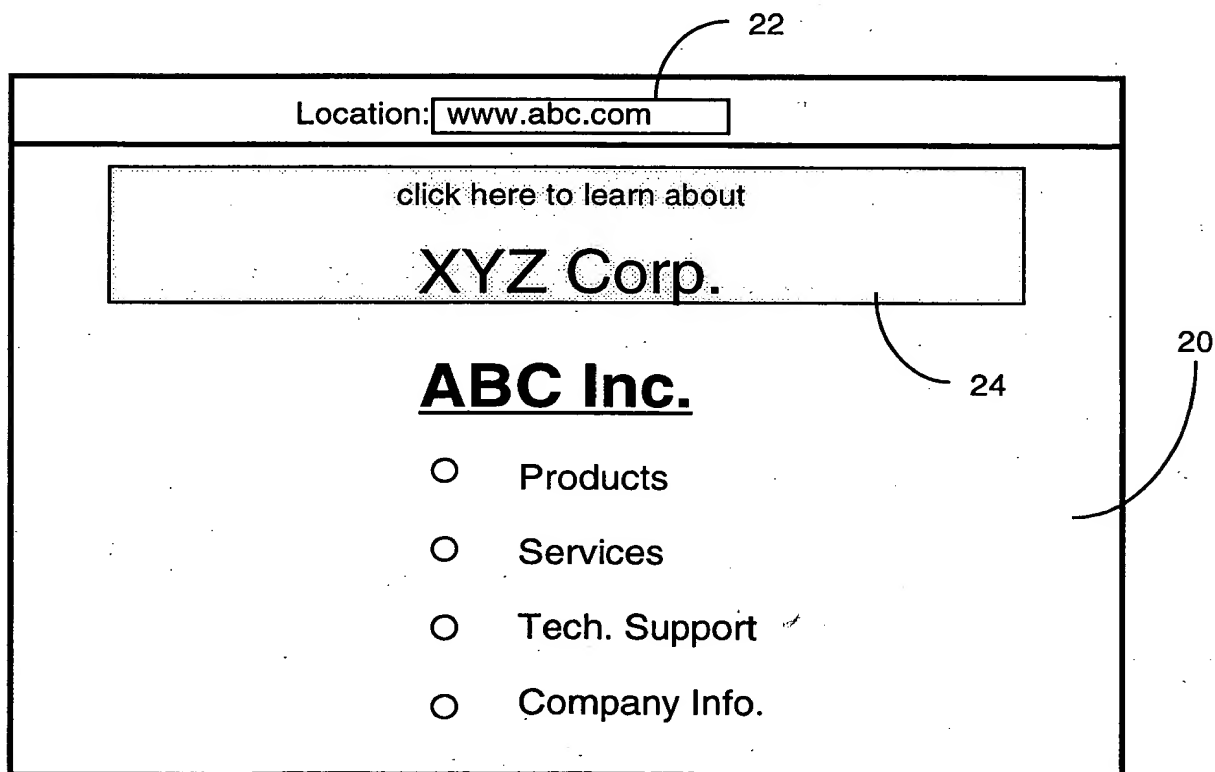 22
Location: www.abc.com
click here to learn about
XYZ Corp.
20
24
ABC Inc.
Products
Services
Tech. Support
Company Info.